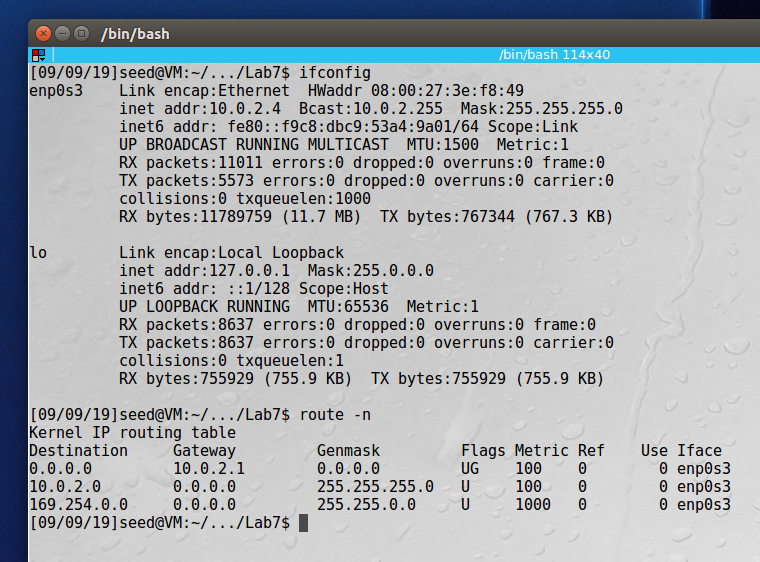 /bin/bash
/bin/bash 114x40
[09/09/19]seed@VM:~/.../Lab7$ ifconfig
enp0s3    Link encap:Ethernet  HWaddr 08:00:27:3e:f8:49
          inet addr:10.0.2.4  Bcast:10.0.2.255  Mask:255.255.255.0
          inet6 addr: fe80::f9c8:dbc9:53a4:9a01/64 Scope:Link
          UP BROADCAST RUNNING MULTICAST  MTU:1500  Metric:1
          RX packets:11011 errors:0 dropped:0 overruns:0 frame:0
          TX packets:5573 errors:0 dropped:0 overruns:0 carrier:0
          collisions:0 txqueuelen:1000
          RX bytes:11789759 (11.7 MB)  TX bytes:767344 (767.3 KB)
lo        Link encap:Local Loopback
          inet addr:127.0.0.1  Mask:255.0.0.0
          inet6 addr: ::1/128 Scope:Host
          UP LOOPBACK RUNNING  MTU:65536  Metric:1
          RX packets:8637 errors:0 dropped:0 overruns:0 frame:0
          TX packets:8637 errors:0 dropped:0 overruns:0 carrier:0
          collisions:0 txqueuelen:1
          RX bytes:755929 (755.9 KB)  TX bytes:755929 (755.9 KB)
[09/09/19]seed@VM:~/.../Lab7$ route -n
Kernel IP routing table
Destination     Gateway         Genmask         Flags Metric Ref    Use Iface
0.0.0.0         10.0.2.1        0.0.0.0         UG    100    0        0 enp0s3
10.0.2.0        0.0.0.0         255.255.255.0   U     100    0        0 enp0s3
169.254.0.0     0.0.0.0         255.255.0.0     U     1000   0        0 enp0s3
[09/09/19]seed@VM:~/.../Lab7$